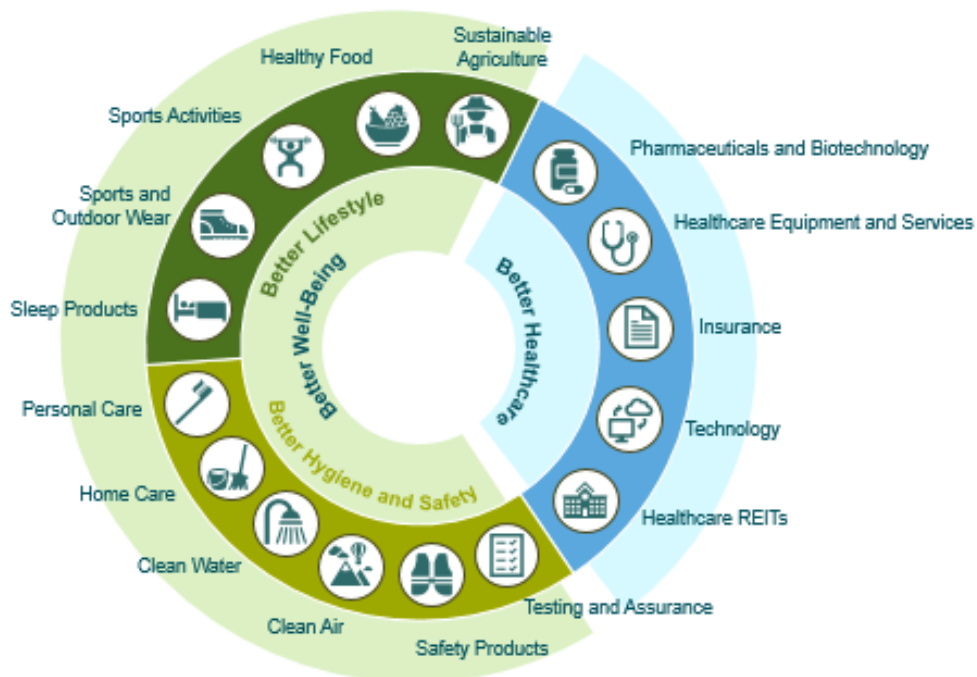 Sustainable
Agriculture
Healthy Food
Sports Activities
Sports and
Outdoor Wear
Sleep Products
Personal Care
Home Care
Clean Water
Clean Air
Safety Products
Testing and Assurance
Pharmaceuticals and Biotechnology
Healthcare Equipment and Services
Insurance
Technology
Healthcare REITs
Better Lifestyle
Better Well-Being
Better Hygiene and Safety
Better Healthcare